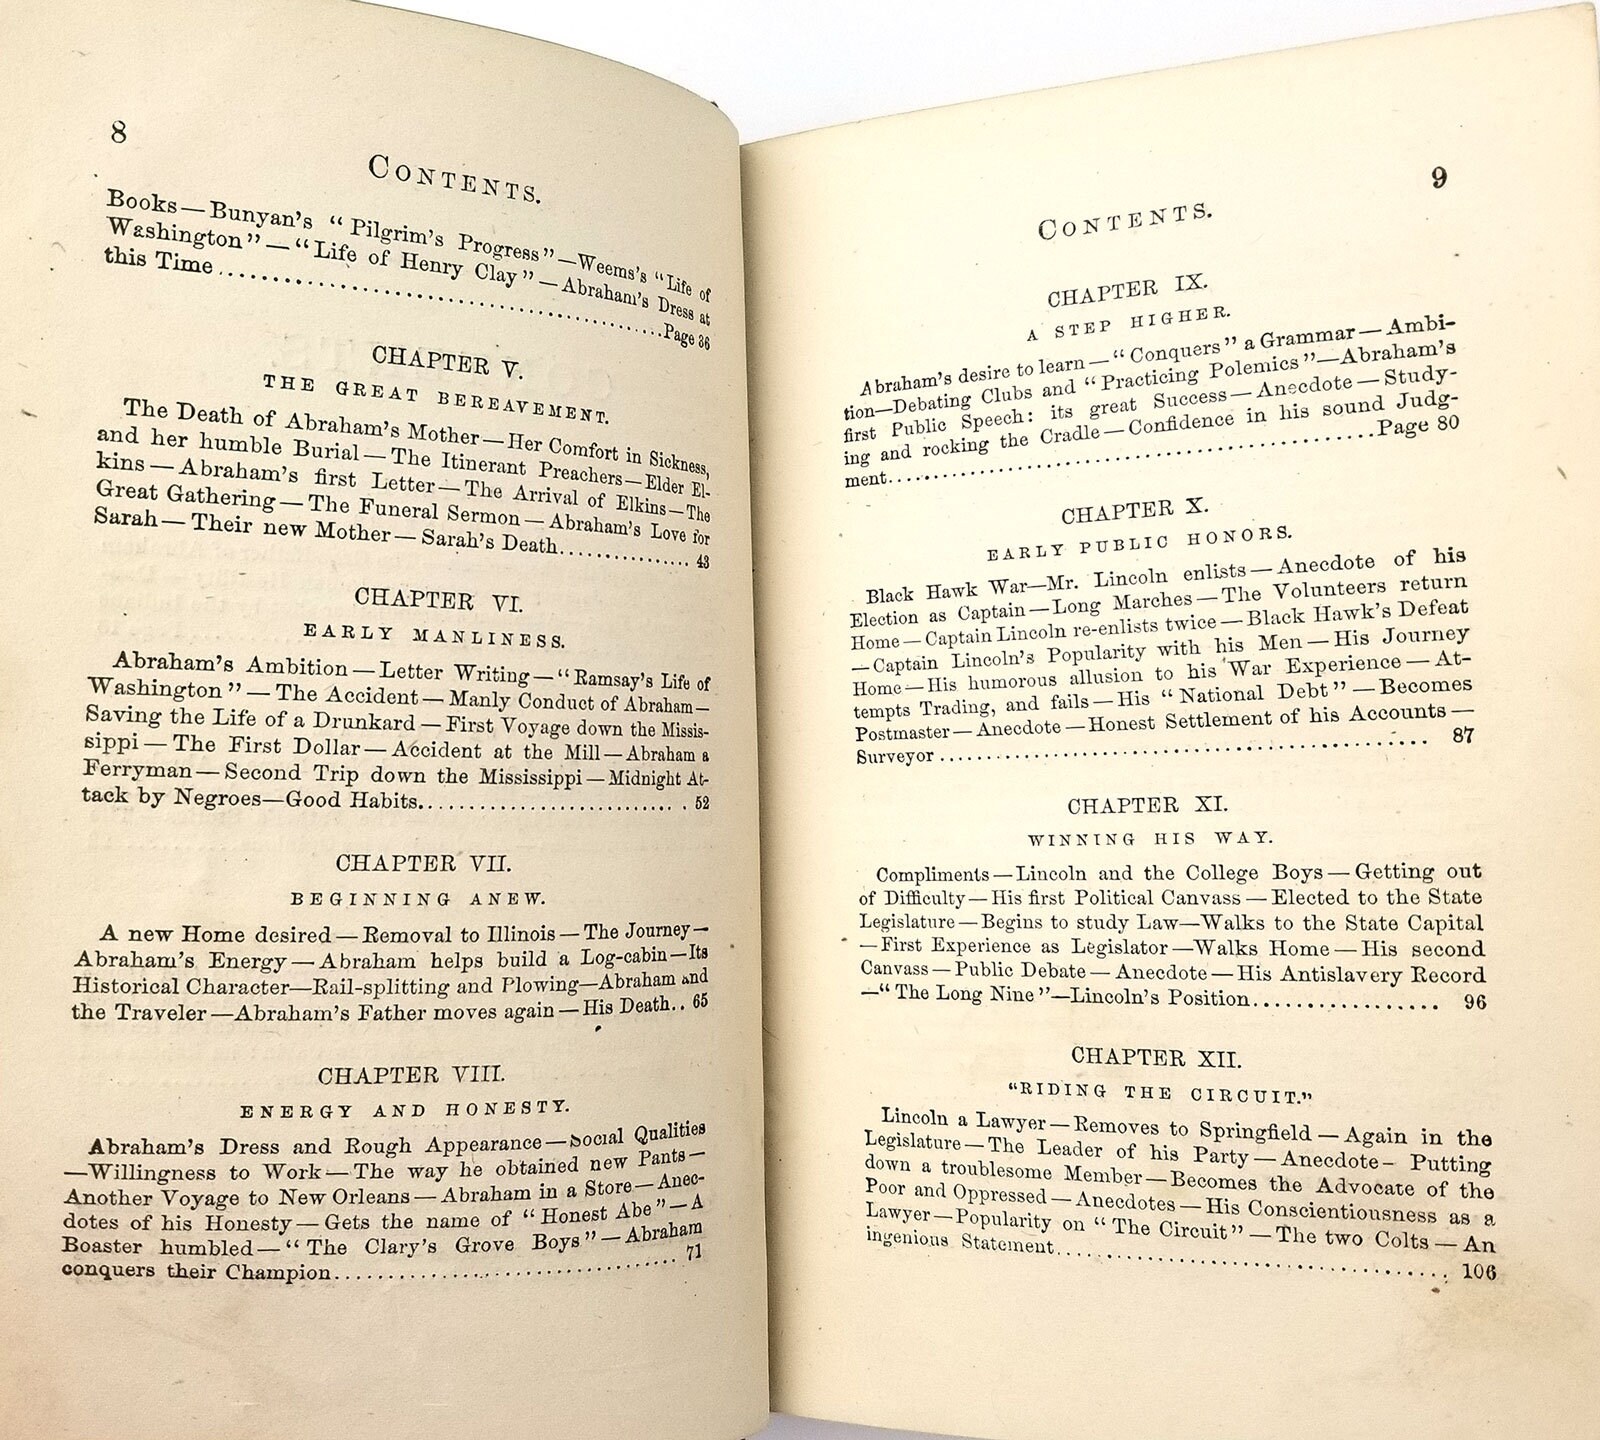 8
CONTENTS.
Books—Bunyan's "Pilgrim's Progress"—Weems's "Life of
Washington"—"Life of Henry Clay"—Abraham's Dress at
this Time..........Page 36
CHAPTER V.
THE GREAT BEREAVEMENT.
The Death of Abraham's Mother—Her Comfort in Sickness,
and her humble Burial—The Itinerant Preachers—Elder El-
kins—Abraham's first Letter—The Arrival of Elkins—The
Great Gathering—The Funeral Sermon—Abraham's Love for
Sarah—Their new Mother—Sarah's Death.......... 43
CHAPTER VI.
EARLY MANLINESS.
Abraham's Ambition—Letter Writing—"Ramsay's Life of
Washington"—The Accident—Manly Conduct of Abraham—
Saving the Life of a Drunkard—First Voyage down the Missis-
sippi—The First Dollar—Accident at the Mill—Abraham a
Ferryman—Second Trip down the Mississippi—Midnight At-
tack by Negroes—Good Habits.......... 52
CHAPTER VII.
BEGINNING ANEW.
A new Home desired—Removal to Illinois—The Journey—
Abraham's Energy—Abraham helps build a Log-cabin—Its
Historical Character—Rail-splitting and Plowing—Abraham and
the Traveler—Abraham's Father moves again—His Death.. 65
CHAPTER VIII.
ENERGY AND HONESTY.
Abraham's Dress and Rough Appearance—Social Qualities
—Willingness to Work—The way he obtained new Pants—
Another Voyage to New Orleans—Abraham in a Store—Anec-
dotes of his Honesty—Gets the name of "Honest Abe"—A
Boaster humbled—"The Clary's Grove Boys"—Abraham
conquers their Champion.......... 71
9
CONTENTS.
CHAPTER IX.
A STEP HIGHER.
Abraham's desire to learn—"Conquers" a Grammar—Ambi-
tion—Debating Clubs and "Practicing Polemics"—Abraham's
first Public Speech: its great Success—Anecdote—Study-
ing and rocking the Cradle—Confidence in his sound Judg-
ment..........Page 80
CHAPTER X.
EARLY PUBLIC HONORS.
Black Hawk War—Mr. Lincoln enlists—Anecdote of his
Election as Captain—Long Marches—The Volunteers return
Home—Captain Lincoln re-enlists twice—Black Hawk's Defeat
—Captain Lincoln's Popularity with his Men—His Journey
Home—His humorous allusion to his War Experience—At-
tempts Trading, and fails—His "National Debt"—Becomes
Postmaster—Anecdote—Honest Settlement of his Accounts—
Surveyor.......... 87
CHAPTER XI.
WINNING HIS WAY.
Compliments—Lincoln and the College Boys—Getting out
of Difficulty—His first Political Canvass—Elected to the State
Legislature—Begins to study Law—Walks to the State Capital
—First Experience as Legislator—Walks Home—His second
Canvass—Public Debate—Anecdote—His Antislavery Record
—"The Long Nine"—Lincoln's Position.......... 96
CHAPTER XII.
"RIDING THE CIRCUIT."
Lincoln a Lawyer—Removes to Springfield—Again in the
Legislature—The Leader of his Party—Anecdote—Putting
down a troublesome Member—Becomes the Advocate of the
Poor and Oppressed—Anecdotes—His Conscientiousness as a
Lawyer—Popularity on "The Circuit"—The two Colts—An
ingenious Statement.......... 106